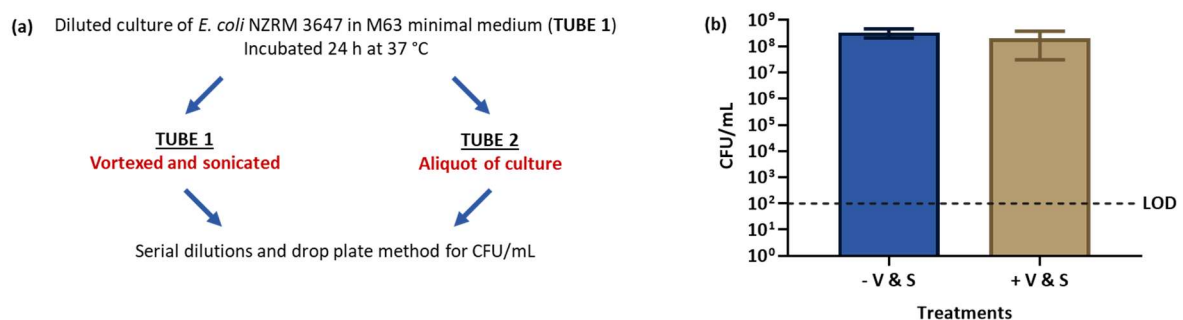 (a) Diluted culture of E. coli NZRM 3647 in M63 minimal medium (TUBE 1)
Incubated 24 h at 37 °C
TUBE 1
Vortexed and sonicated
TUBE 2
Aliquot of culture
Serial dilutions and drop plate method for CFU/mL
(b)
CFU/mL
10⁹
10⁸
10⁷
10⁶
10⁵
10⁴
10³
10²
10¹
10⁰
LOD
- V & S
+ V & S
Treatments